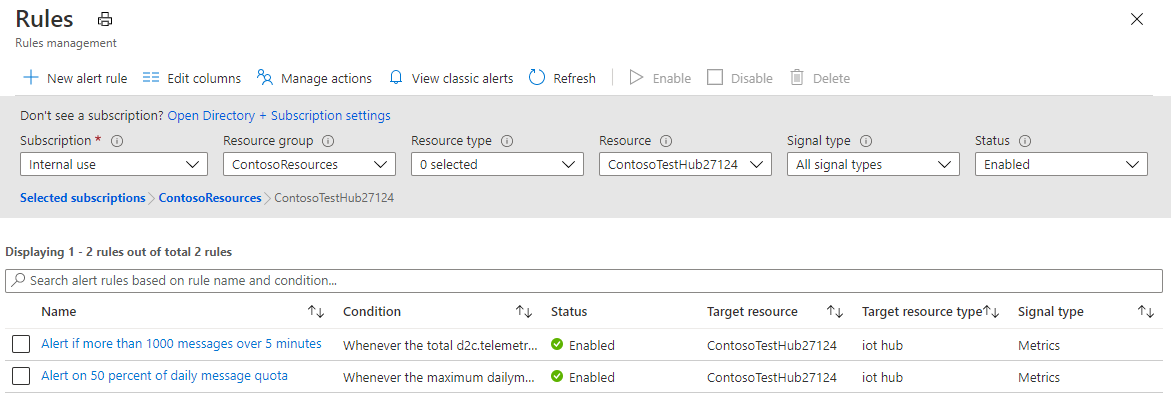 Rules
Rules management
New alert rule Edit columns Manage actions View classic alerts Refresh Enable Disable Delete
Don't see a subscription? Open Directory + Subscription settings
Subscription * Resource group Resource type Resource Signal type Status
Internal use ContosoResources 0 selected ContosoTestHub27124 All signal types Enabled
Selected subscriptions ContosoResources ContosoTestHub27124
Displaying 1 - 2 rules out of total 2 rules
Search alert rules based on rule name and condition...
Name Condition Status Target resource Target resource type Signal type
Alert if more than 1000 messages over 5 minutes Whenever the total d2c.telemetr... Enabled ContosoTestHub27124 iot hub Metrics
Alert on 50 percent of daily message quota Whenever the maximum dailym... Enabled ContosoTestHub27124 iot hub Metrics